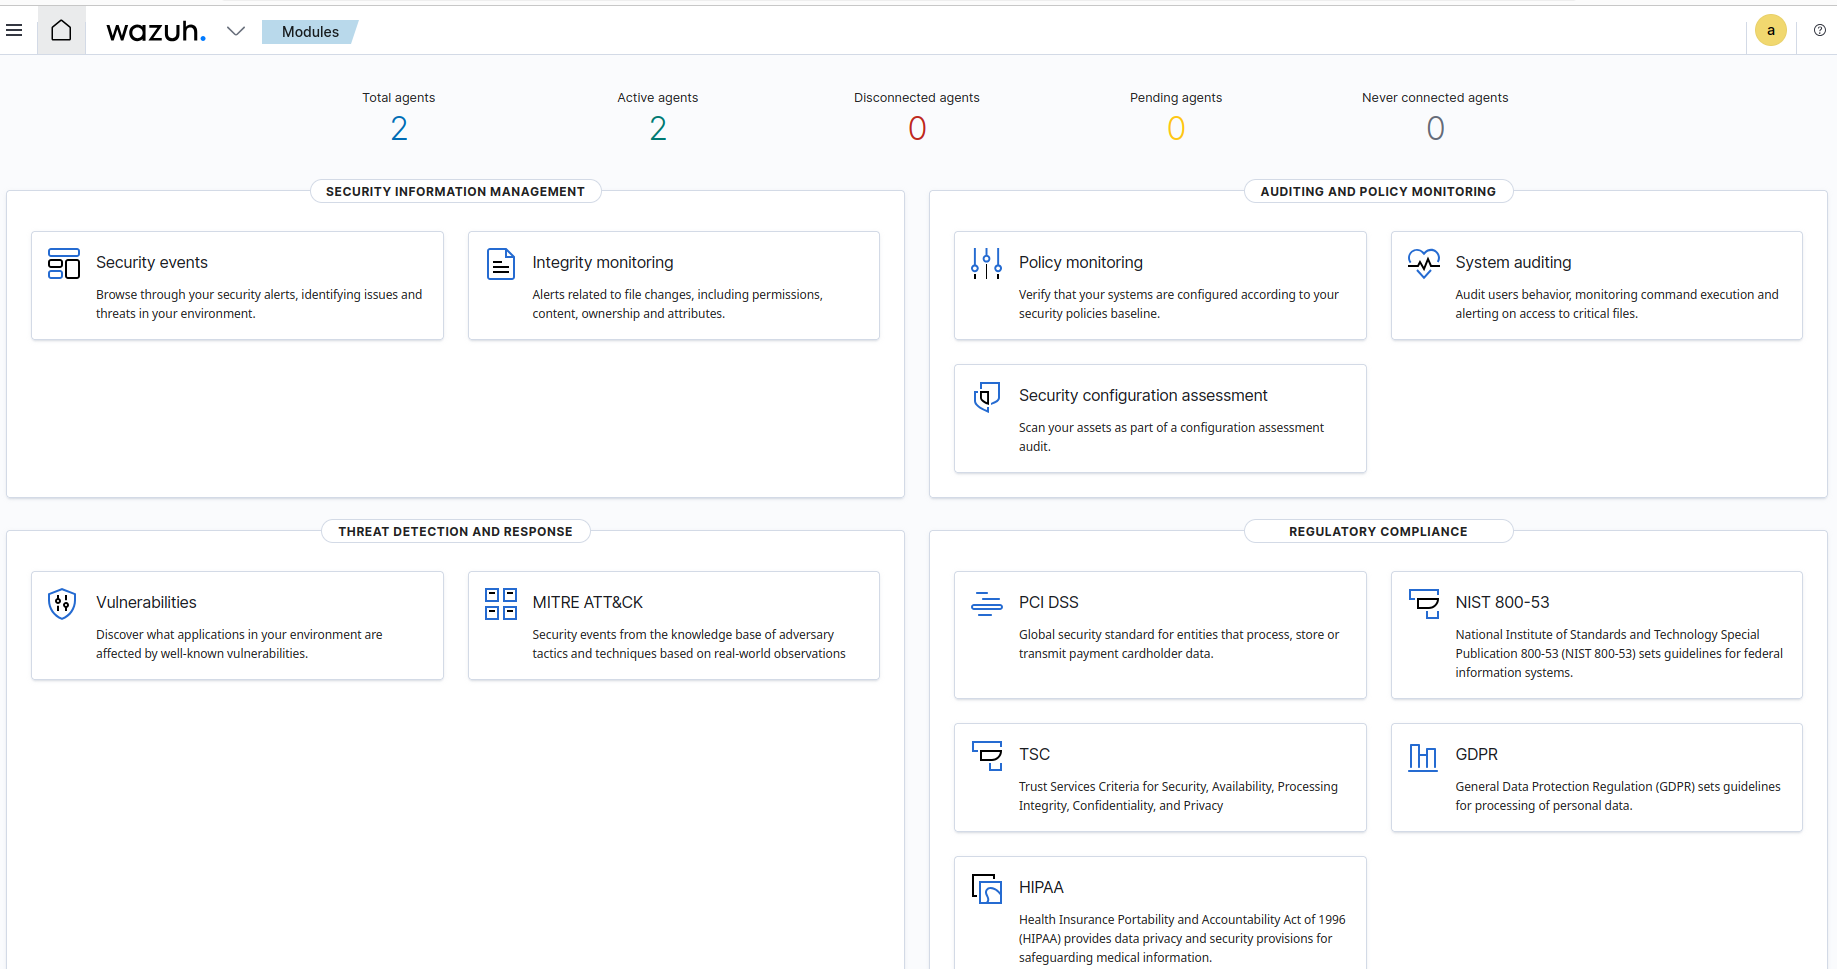 wazuh.
Modules
a
Total agents
2
Active agents
2
Disconnected agents
0
Pending agents
0
Never connected agents
0
SECURITY INFORMATION MANAGEMENT
Security events
Browse through your security alerts, identifying issues and
threats in your environment.
Integrity monitoring
Alerts related to file changes, including permissions,
content, ownership and attributes.
AUDITING AND POLICY MONITORING
Policy monitoring
Verify that your systems are configured according to your
security policies baseline.
System auditing
Audit users behavior, monitoring command execution and
alerting on access to critical files.
Security configuration assessment
Scan your assets as part of a configuration assessment
audit.
THREAT DETECTION AND RESPONSE
Vulnerabilities
Discover what applications in your environment are
affected by well-known vulnerabilities.
MITRE ATT&CK
Security events from the knowledge base of adversary
tactics and techniques based on real-world observations
REGULATORY COMPLIANCE
PCI DSS
Global security standard for entities that process, store or
transmit payment cardholder data.
NIST 800-53
National Institute of Standards and Technology Special
Publication 800-53 (NIST 800-53) sets guidelines for federal
information systems.
TSC
Trust Services Criteria for Security, Availability, Processing
Integrity, Confidentiality, and Privacy
GDPR
General Data Protection Regulation (GDPR) sets guidelines
for processing of personal data.
HIPAA
Health Insurance Portability and Accountability Act of 1996
(HIPAA) provides data privacy and security provisions for
safeguarding medical information.